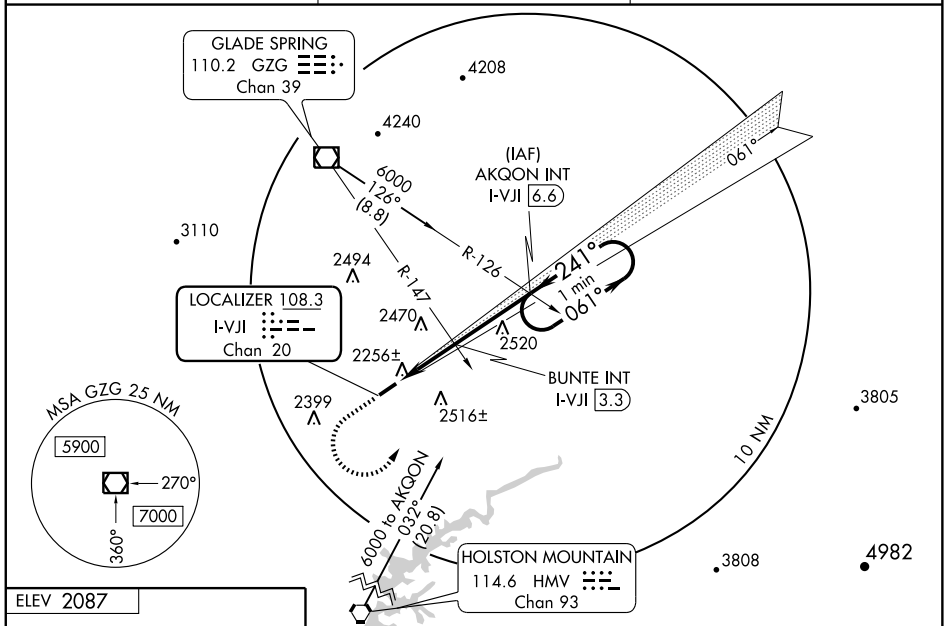 GLADE SPRING
110.2 GZG
Chan 39
4208
4240
(IAF)
AKQON INT
I-VJI 6.6
061°
6000
126°
(8.8)
3110
R-126
241°
1 min
061°
2494
R-147
LOCALIZER 108.3
I-VJI
Chan 20
2470
2520
2256±
BUNTE INT
I-VJI 3.3
MSA GZG 25 NM
2399
2516±
3805
5900
10 NM
270°
7000
360°
6000 to AKQON
032°
(20.8)
HOLSTON MOUNTAIN
114.6 HMV
Chan 93
3808
4982
ELEV 2087